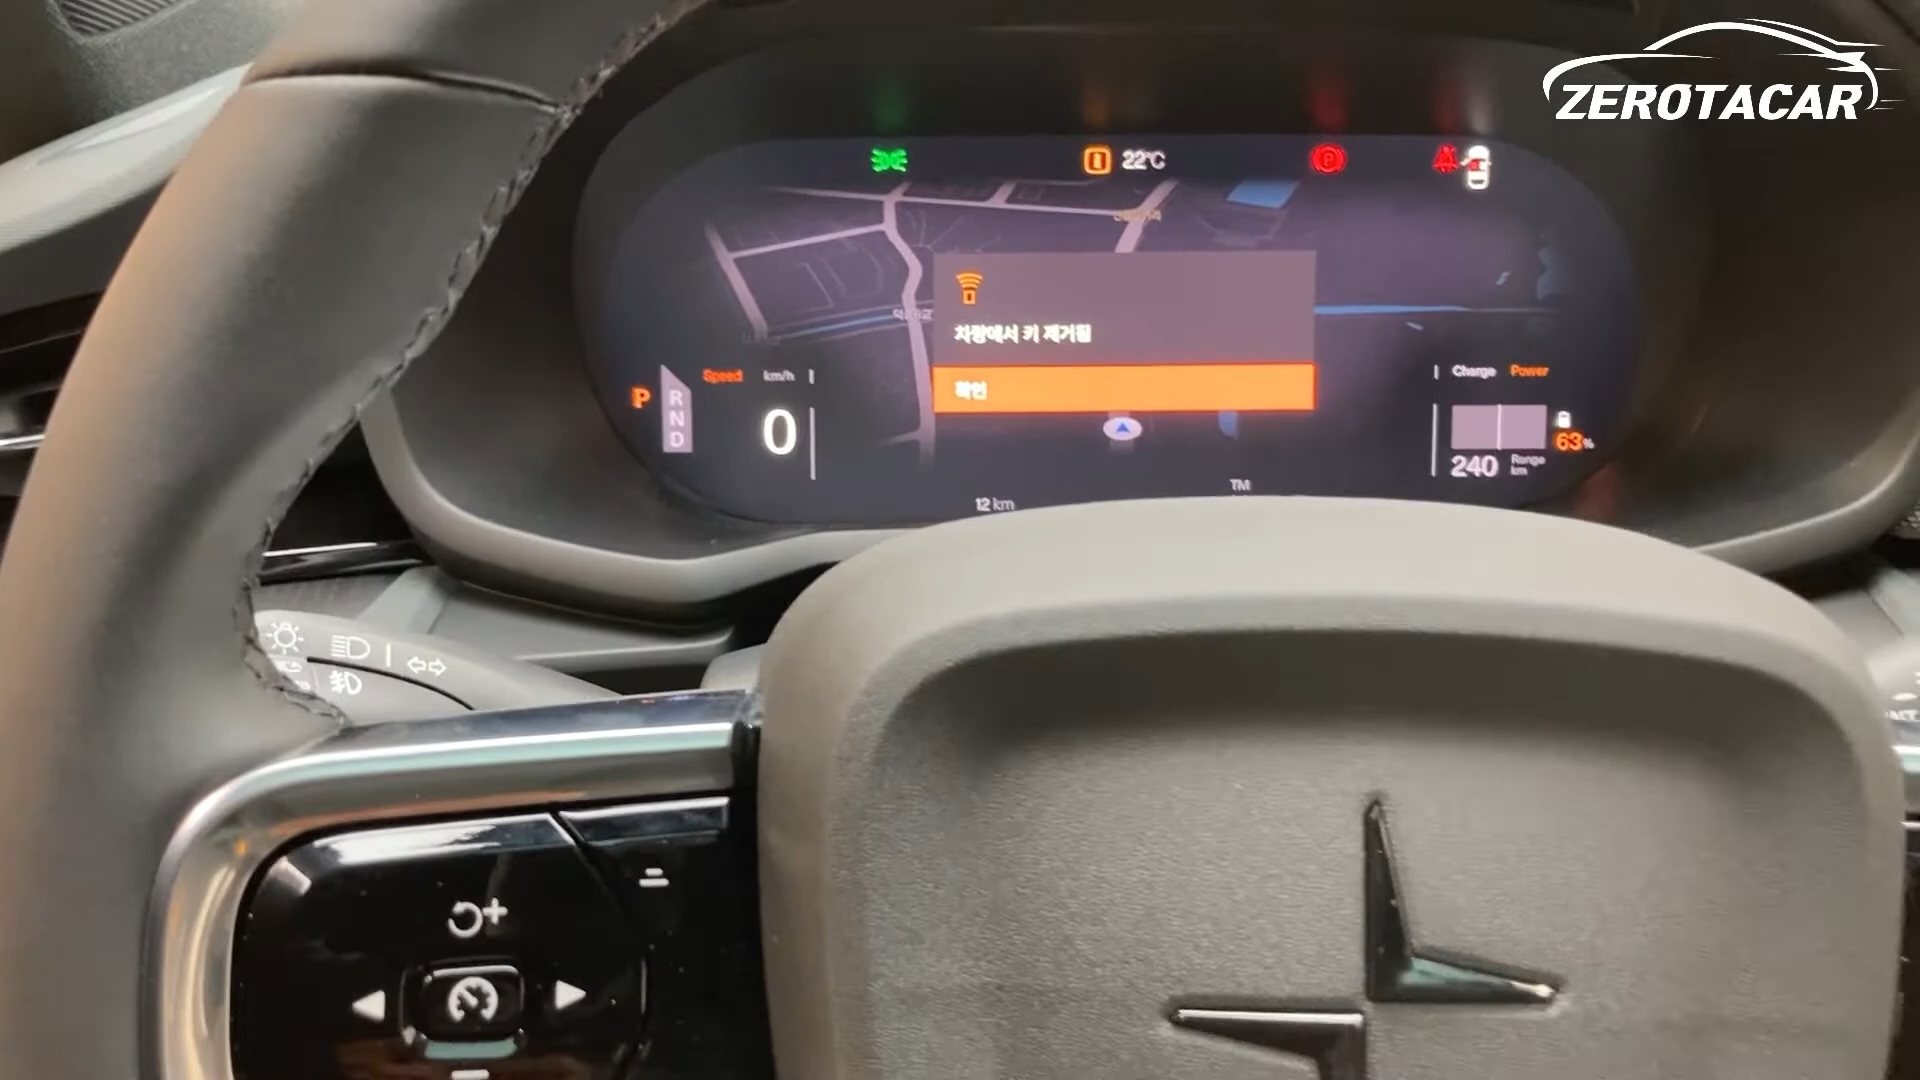 ZEROTACAR
22°C
차량에서 키 제거됨
확인
P
R
N
D
Speed km/h
0
Charge Power
63%
240 Range km
12 km
TM